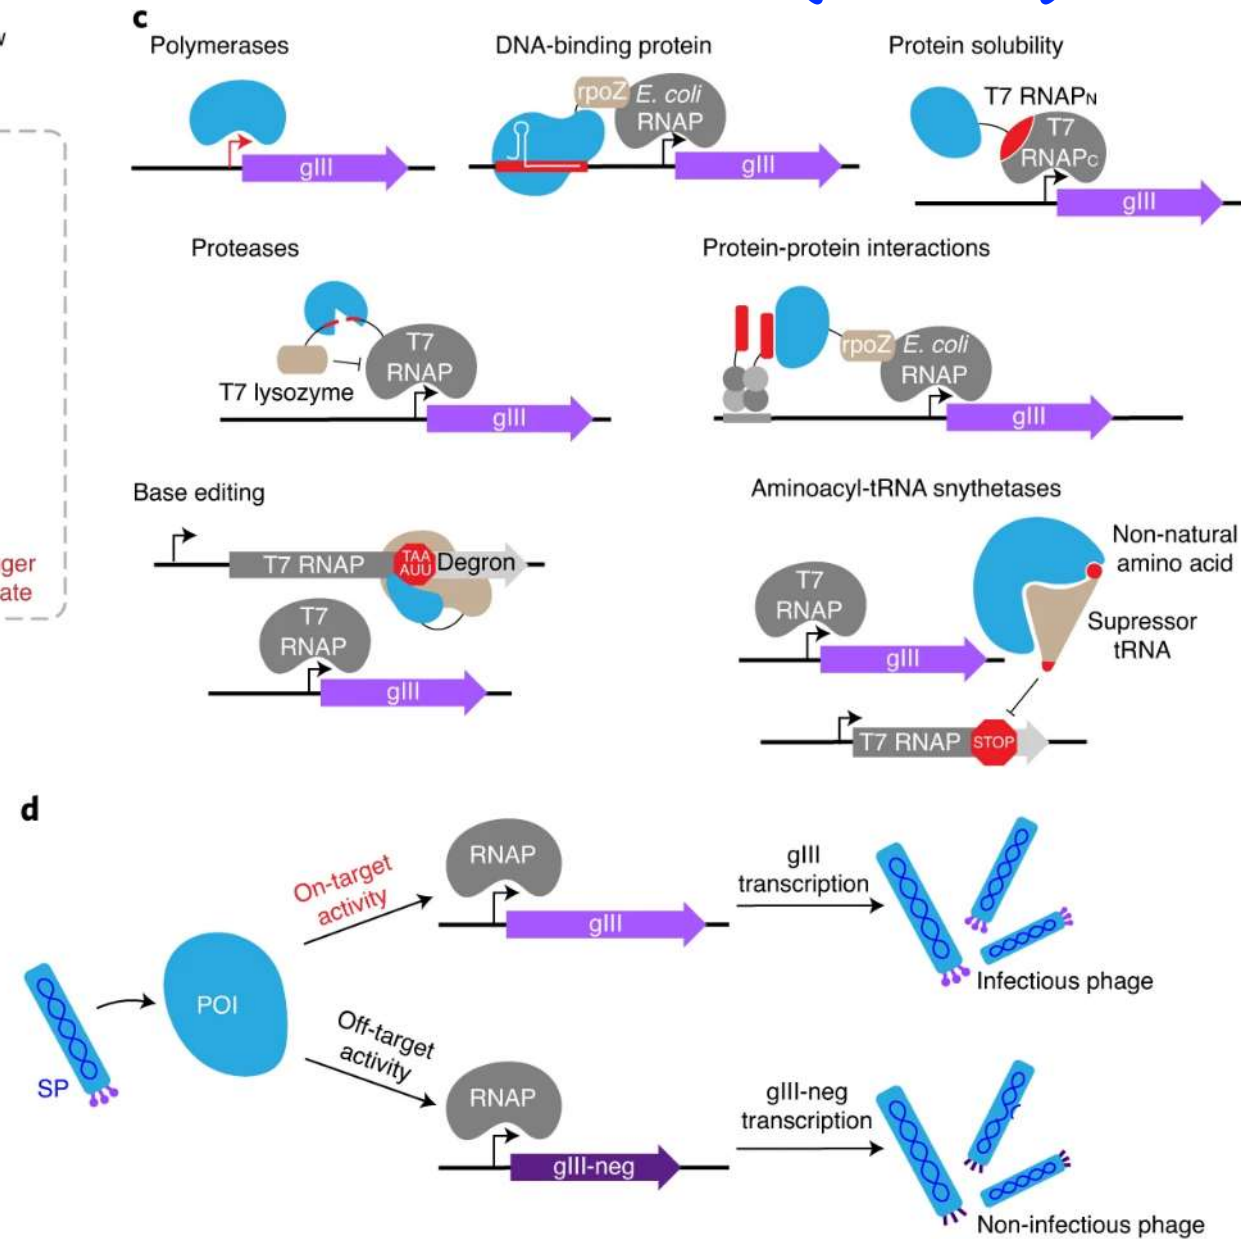 c
Polymerases
gIII
DNA-binding protein
rpoZ
E. coli
RNAP
gIII
Protein solubility
T7 RNAPN
T7
RNAPC
gIII
Proteases
T7
RNAP
T7 lysozyme
gIII
Protein-protein interactions
rpoZ
E. coli
RNAP
gIII
Base editing
T7 RNAP
TAA
AUU
Degron
T7
RNAP
gIII
Aminoacyl-tRNA snythetases
Non-natural
amino acid
T7
RNAP
Supressor
tRNA
gIII
T7 RNAP
STOP
d
SP
POI
On-target
activity
RNAP
gIII
gIII
transcription
Infectious phage
Off-target
activity
RNAP
gIII-neg
gIII-neg
transcription
Non-infectious phage
ger
ate